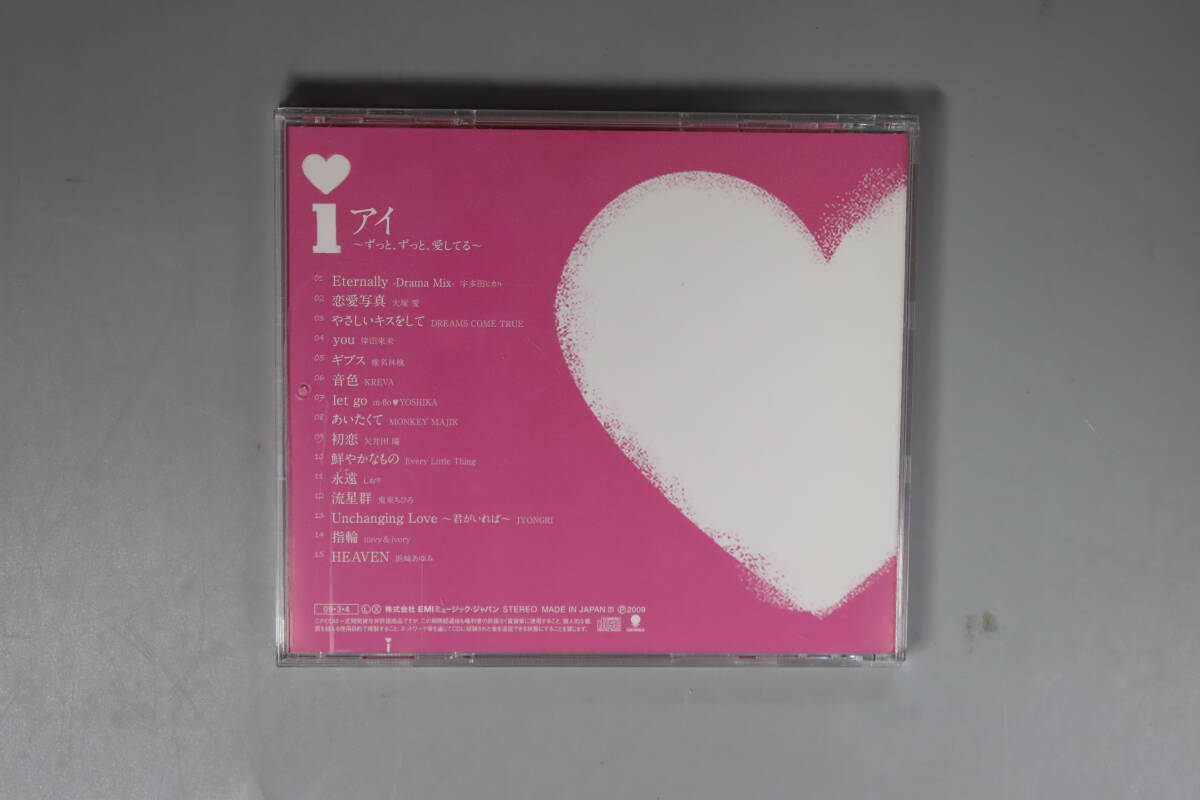 i アイ
～ずっと、ずっと、愛してる～
01 Eternally -Drama Mix- 宇多田ヒカル
02 恋愛写真 大塚 愛
03 やさしいキスをして DREAMS COME TRUE
04 you 倖田來未
05 ギブス 椎名林檎
06 音色 KREVA
07 let go m-flo♥YOSHIKA
08 あいたくて MONKEY MAJIK
09 初恋 矢井田 瞳
10 鮮やかなもの Every Little Thing
11 永遠 しおり
12 流星群 鬼束ちひろ
13 Unchanging Love ～君がいれば～ JYONGRI
14 指輪 navy&ivory
15 HEAVEN 浜崎あゆみ
09・3・4 Ⓛ Ⓧ 株式会社 EMIミュージック・ジャパン STEREO MADE IN JAPAN ℗2009
i